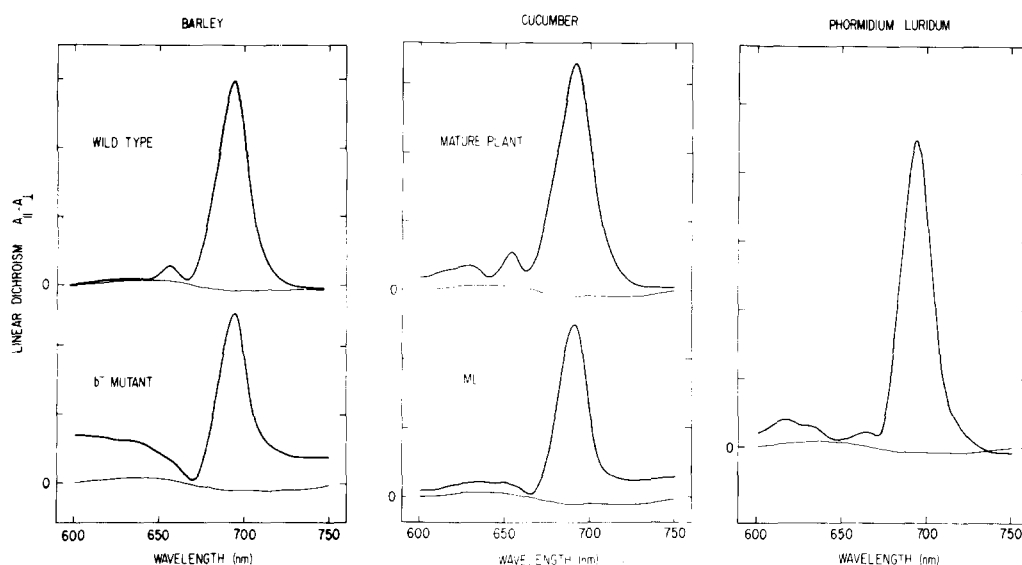 BARLEY
CUCUMBER
PHORMIDIUM LURIDUM
LINEAR DICHROISM A|| - A⊥
WILD TYPE
0
b⁻ MUTANT
0
600 650 700 750
WAVELENGTH (nm)
MATURE PLANT
0
ML
0
600 650 700 750
WAVELENGTH (nm)
0
600 650 700 750
WAVELENGTH (nm)